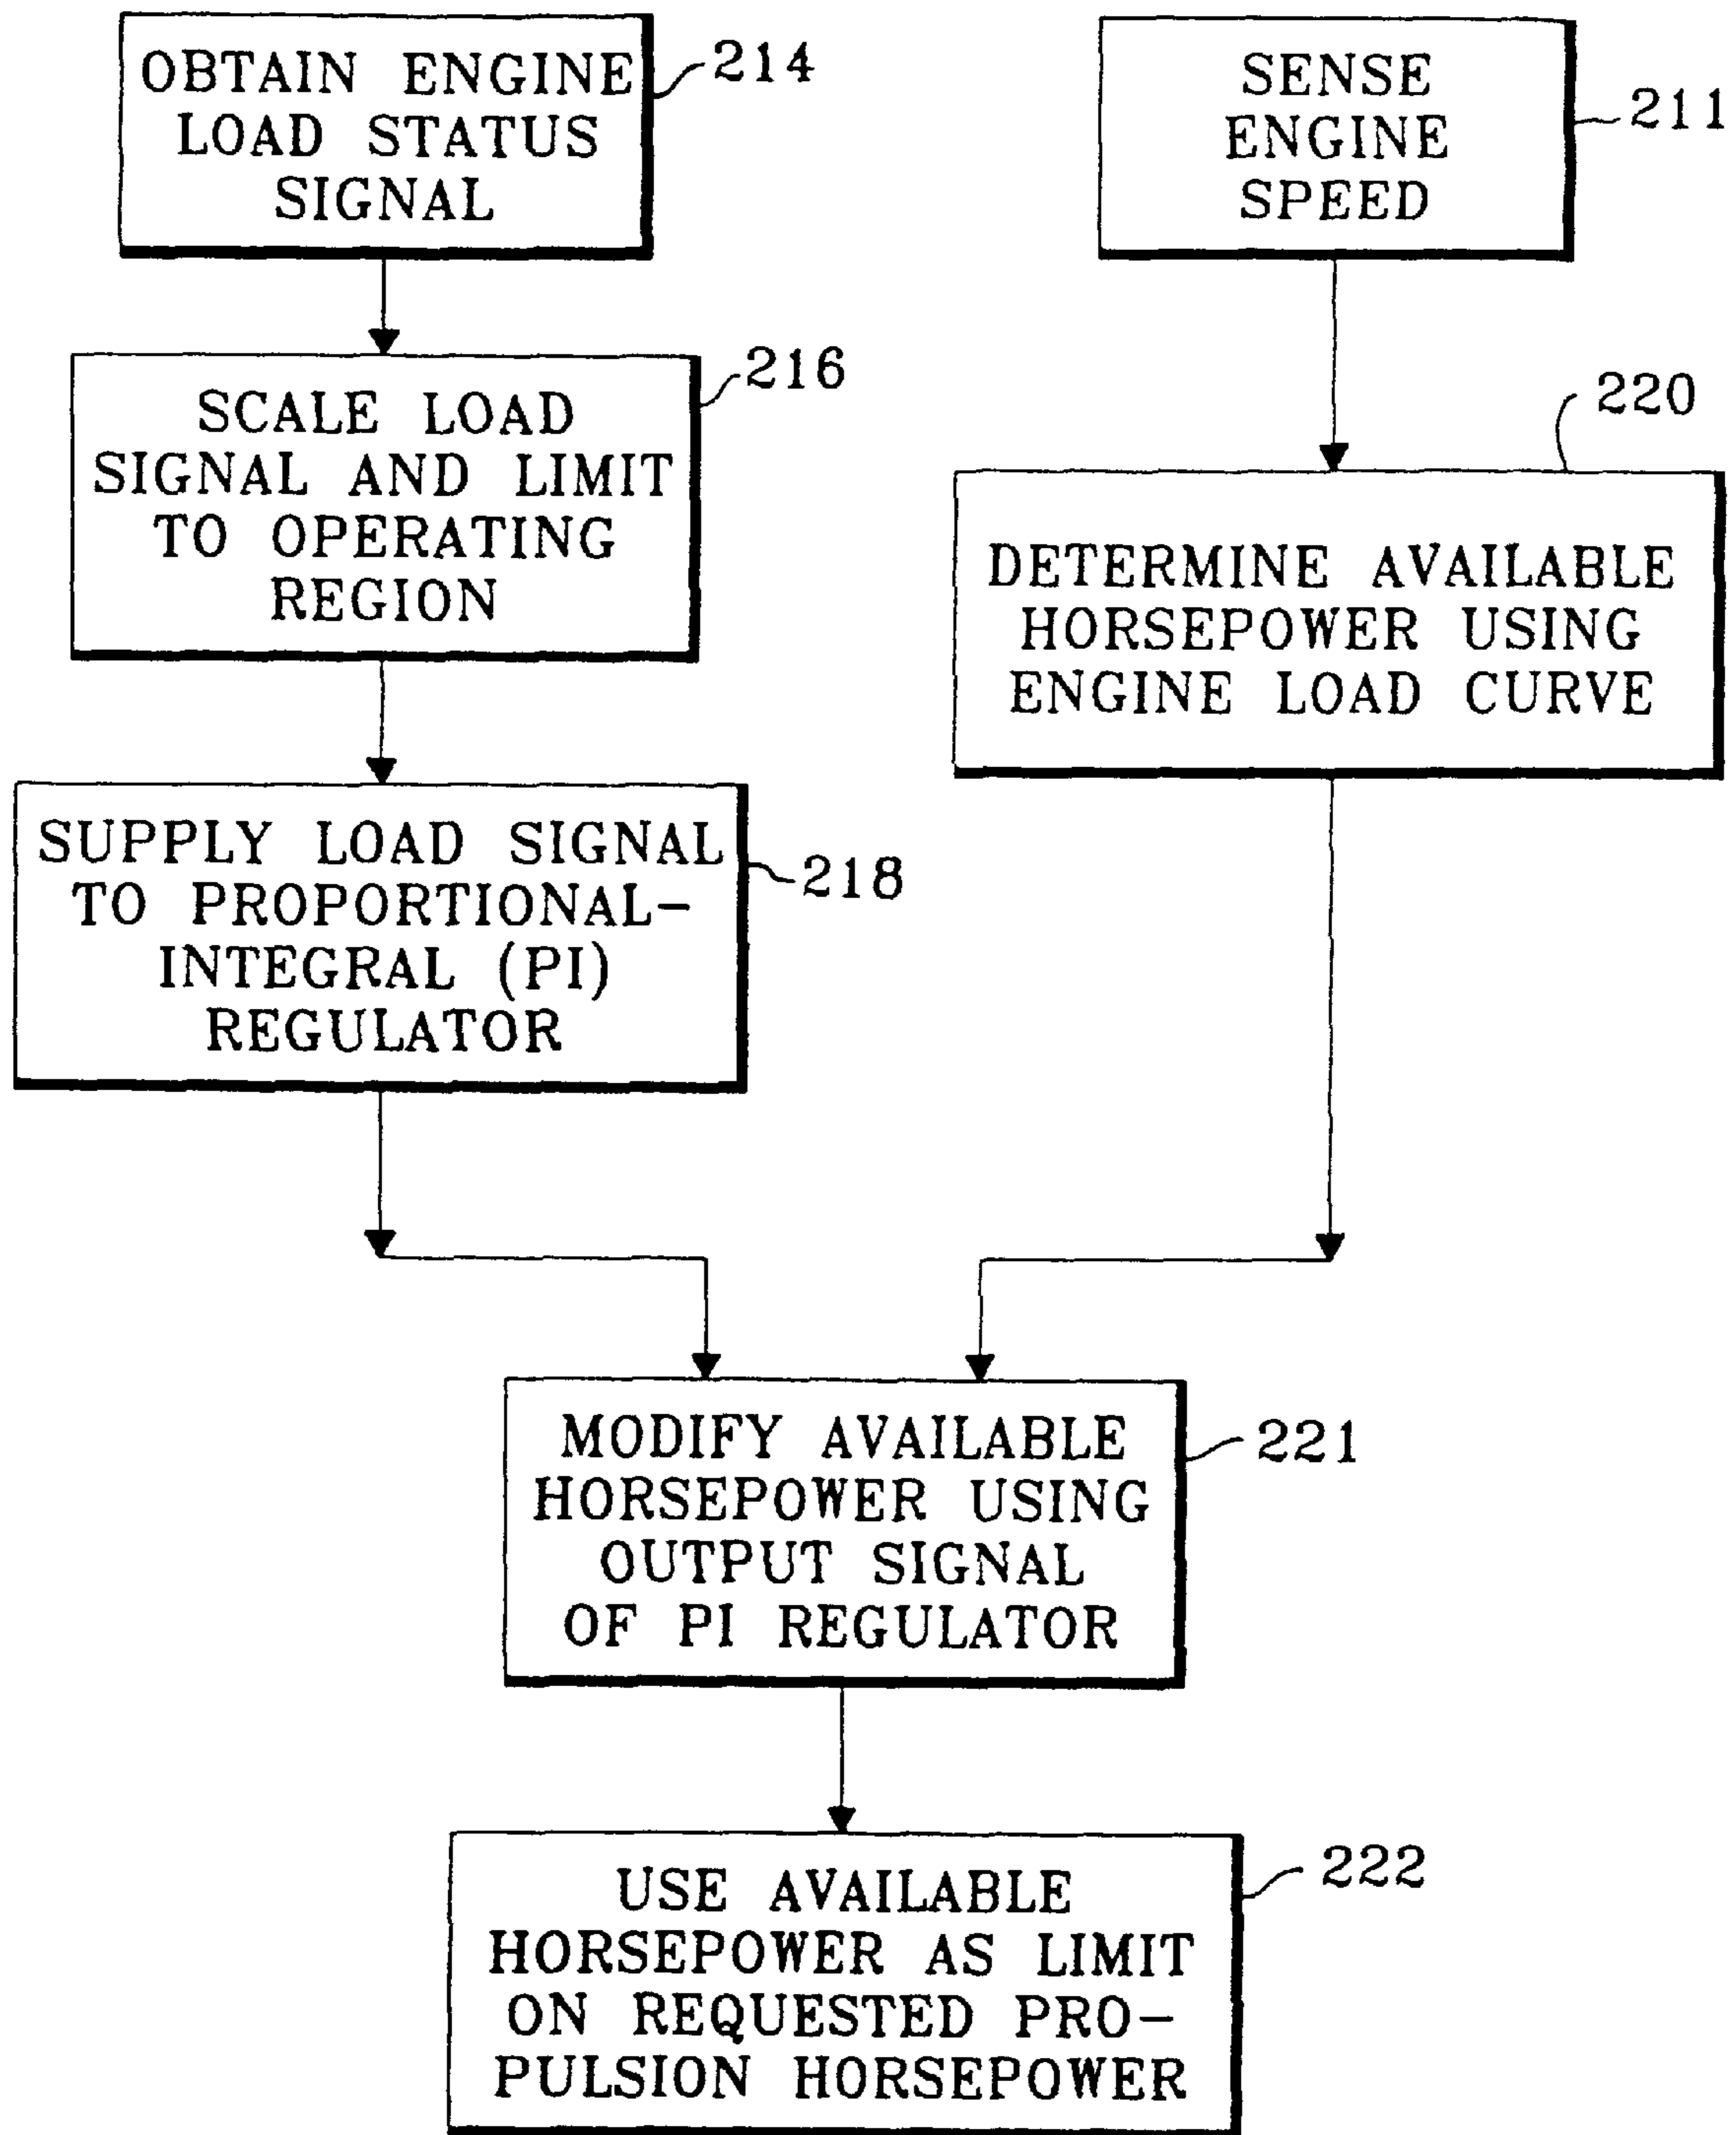 OBTAIN ENGINE
LOAD STATUS
SIGNAL
214
SENSE
ENGINE
SPEED
211
SCALE LOAD
SIGNAL AND LIMIT
TO OPERATING
REGION
216
220
DETERMINE AVAILABLE
HORSEPOWER USING
ENGINE LOAD CURVE
SUPPLY LOAD SIGNAL
TO PROPORTIONAL-
INTEGRAL (PI)
REGULATOR
218
MODIFY AVAILABLE
HORSEPOWER USING
OUTPUT SIGNAL
OF PI REGULATOR
221
USE AVAILABLE
HORSEPOWER AS LIMIT
ON REQUESTED PRO-
PULSION HORSEPOWER
222